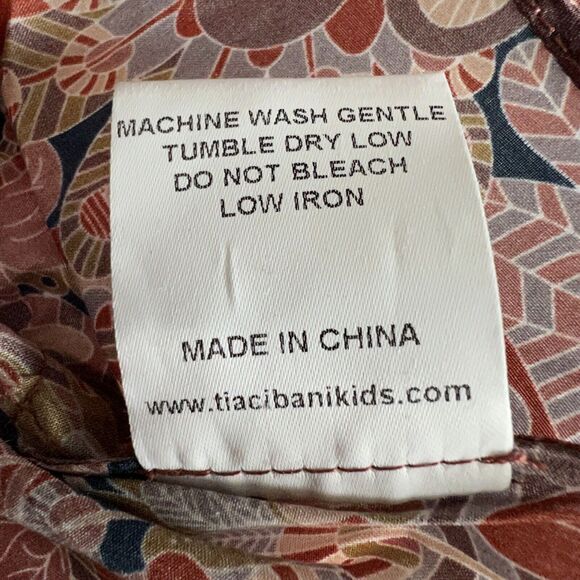 MACHINE WASH GENTLE
TUMBLE DRY LOW
DO NOT BLEACH
LOW IRON
MADE IN CHINA
www.tiacibanikids.com